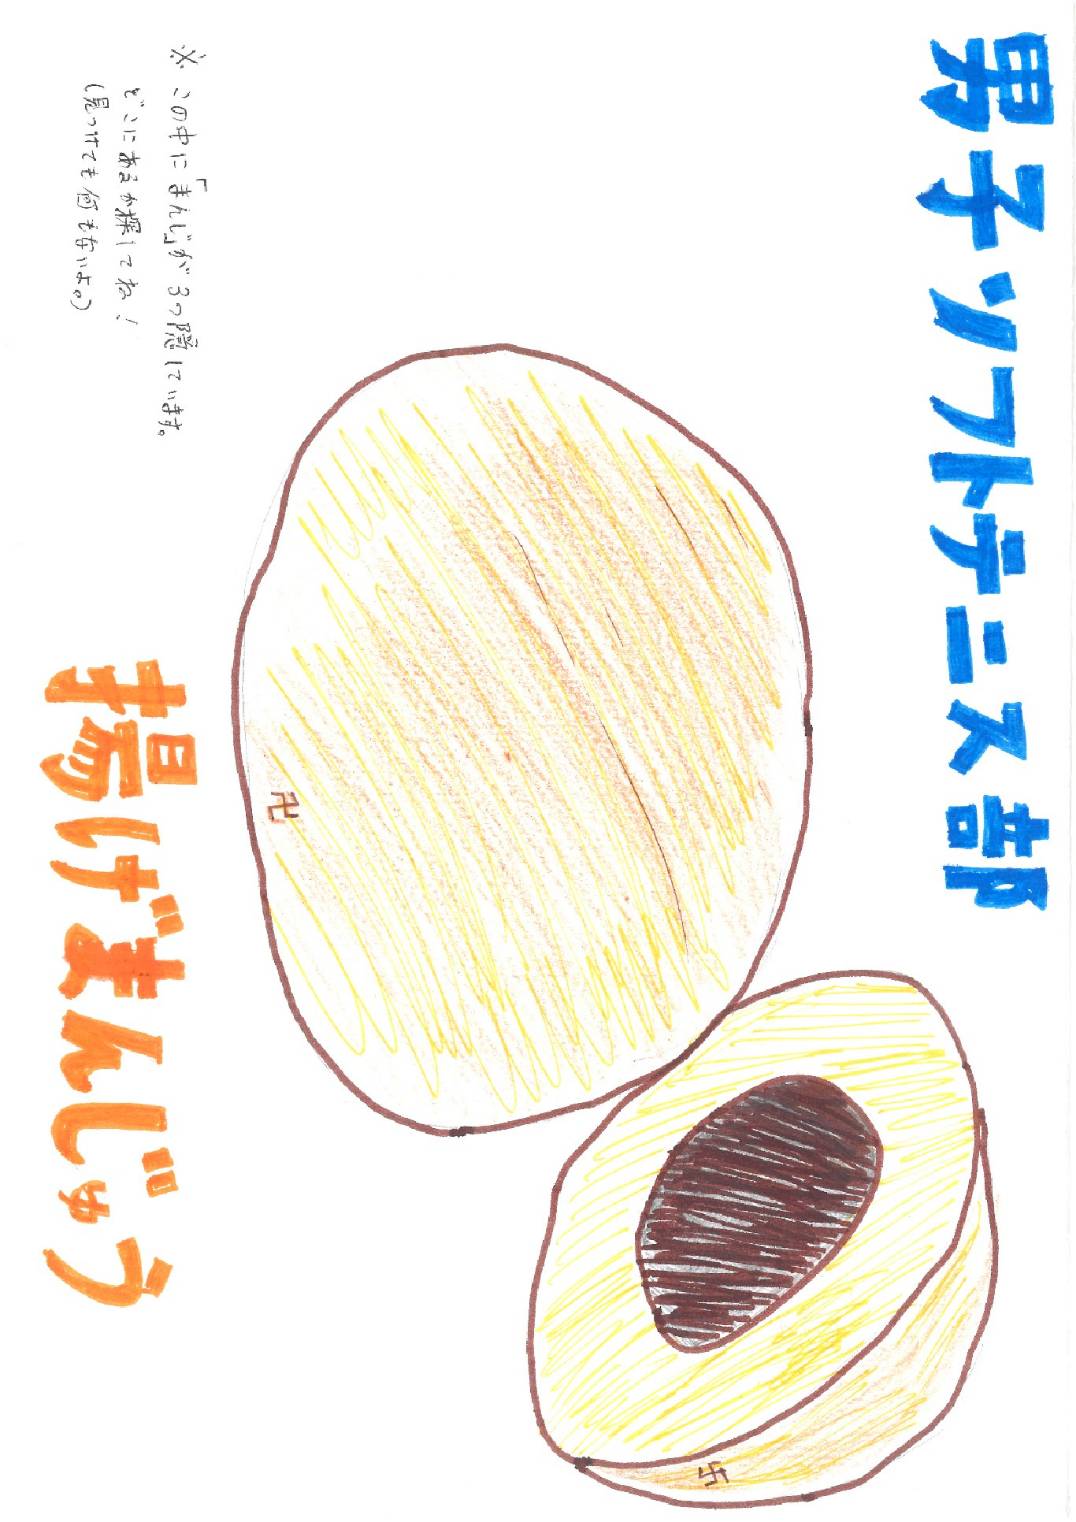 男子ソフトテニス部
揚げまんじゅう
※この中に「まんじ」が3つ隠しています。
どこにあるか探してね！
(見つけても何もないよ。)
卍
卍